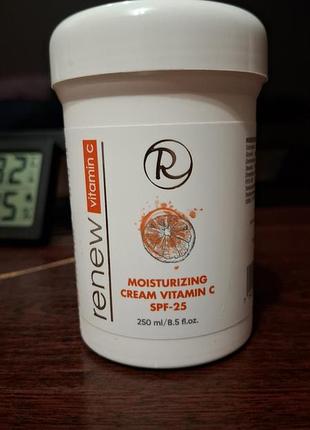 R
renew
vitamin c
MOISTURIZING
CREAM VITAMIN C
SPF-25
250 ml/8.5 fl.oz.